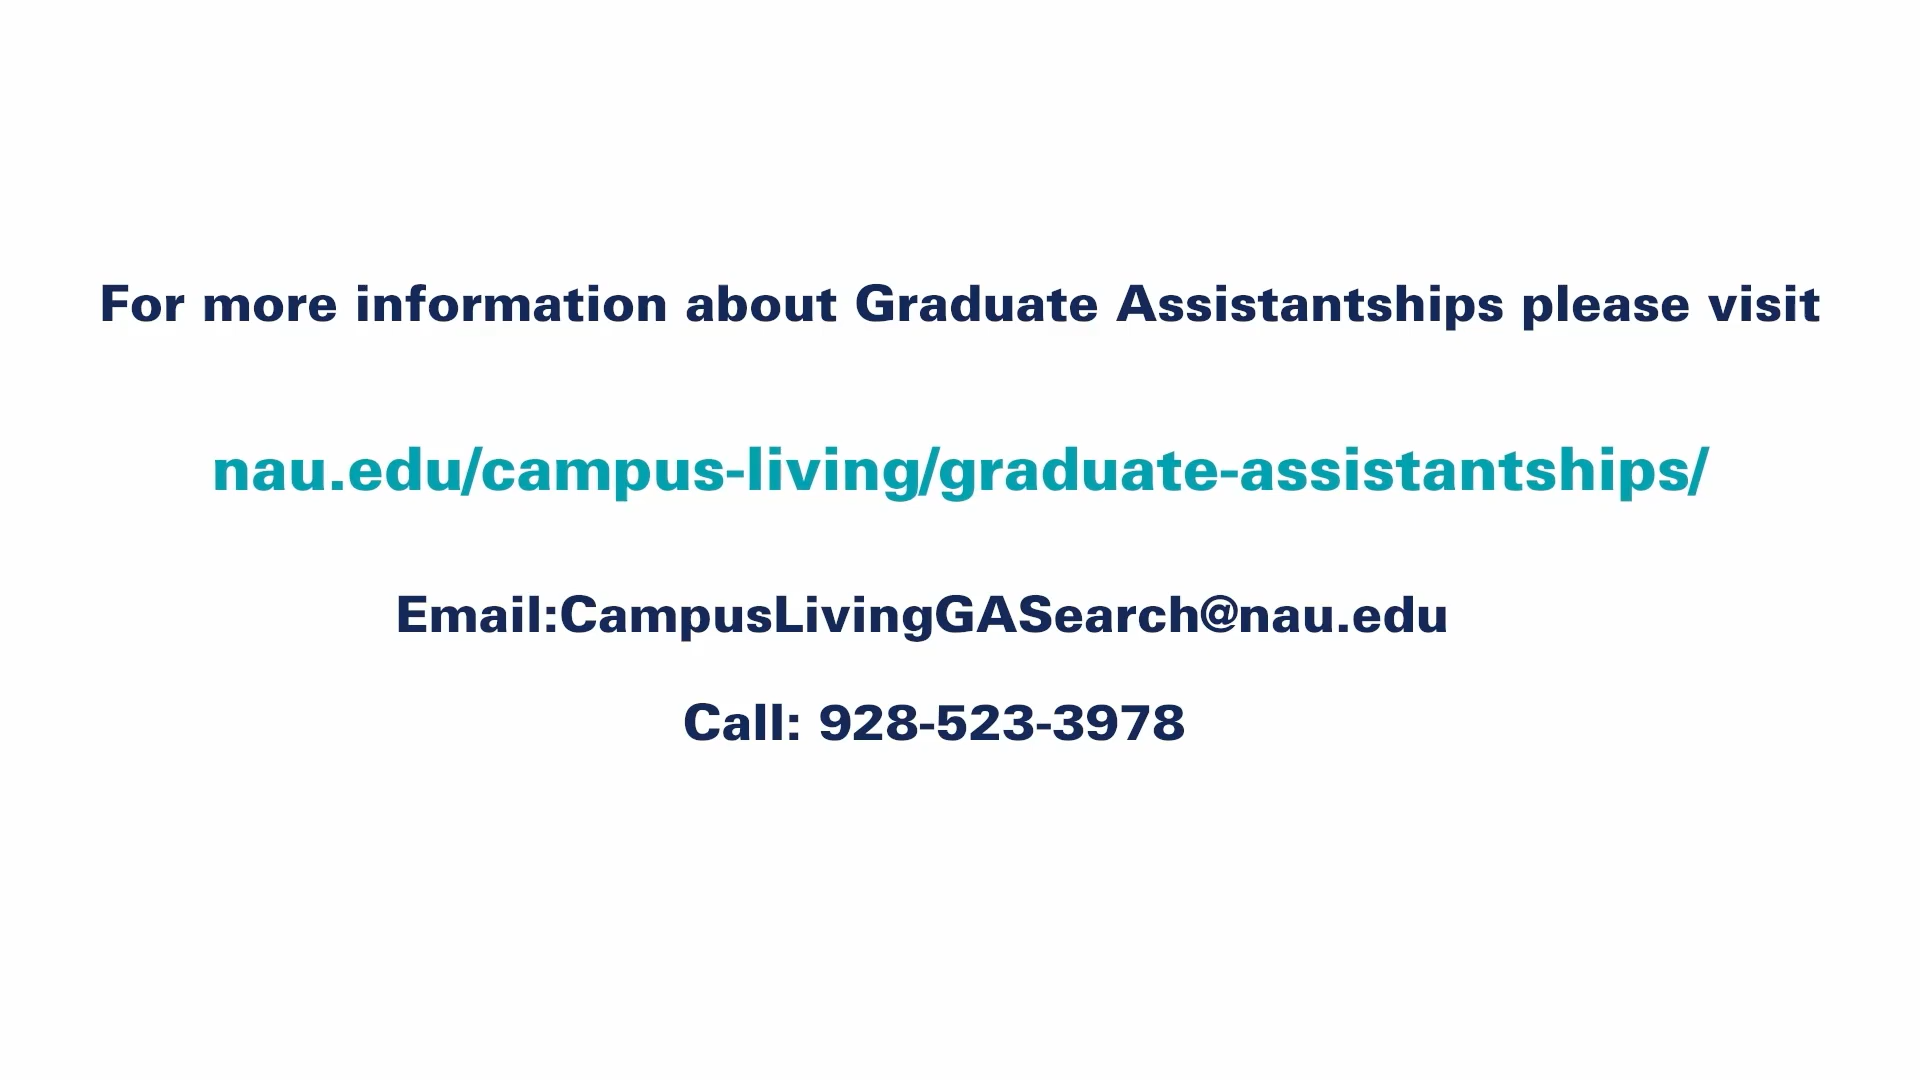 For more information about Graduate Assistantships please visit
nau.edu/campus-living/graduate-assistantships/
Email:CampusLivingGASearch@nau.edu
Call: 928-523-3978